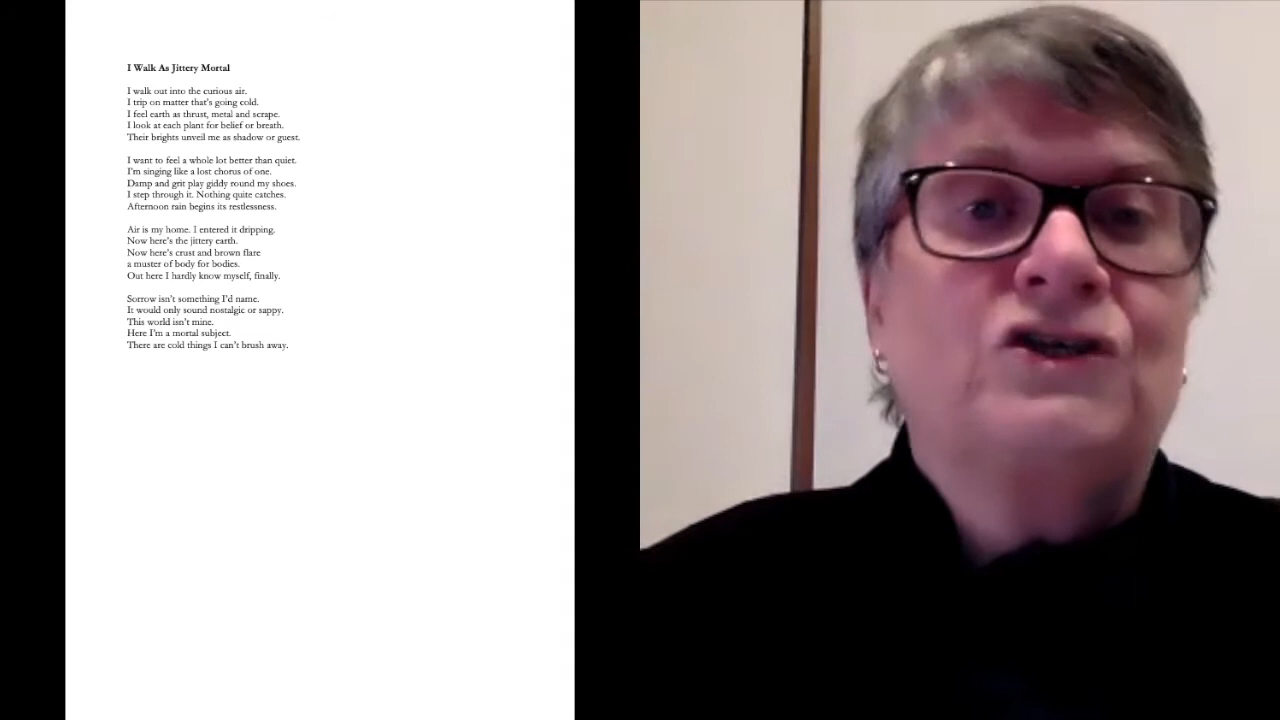 I Walk As Jittery Mortal
I walk out into the curious air.
I trip on matter that's going cold.
I feel earth as thrust, metal and scrape.
I look at each plant for belief or breath.
Their brights unveil me as shadow or guest.
I want to feel a whole lot better than quiet.
I'm singing like a lost chorus of one.
Damp and grit play giddy round my shoes.
I step through it. Nothing quite catches.
Afternoon rain begins its restlessness.
Air is my home. I entered it dripping.
Now here's the jittery earth.
Now here's crust and brown flare
a muster of body for bodies.
Out here I hardly know myself, finally.
Sorrow isn't something I'd name.
It would only sound nostalgic or sappy.
This world isn't mine.
Here I'm a mortal subject.
There are cold things I can't brush away.